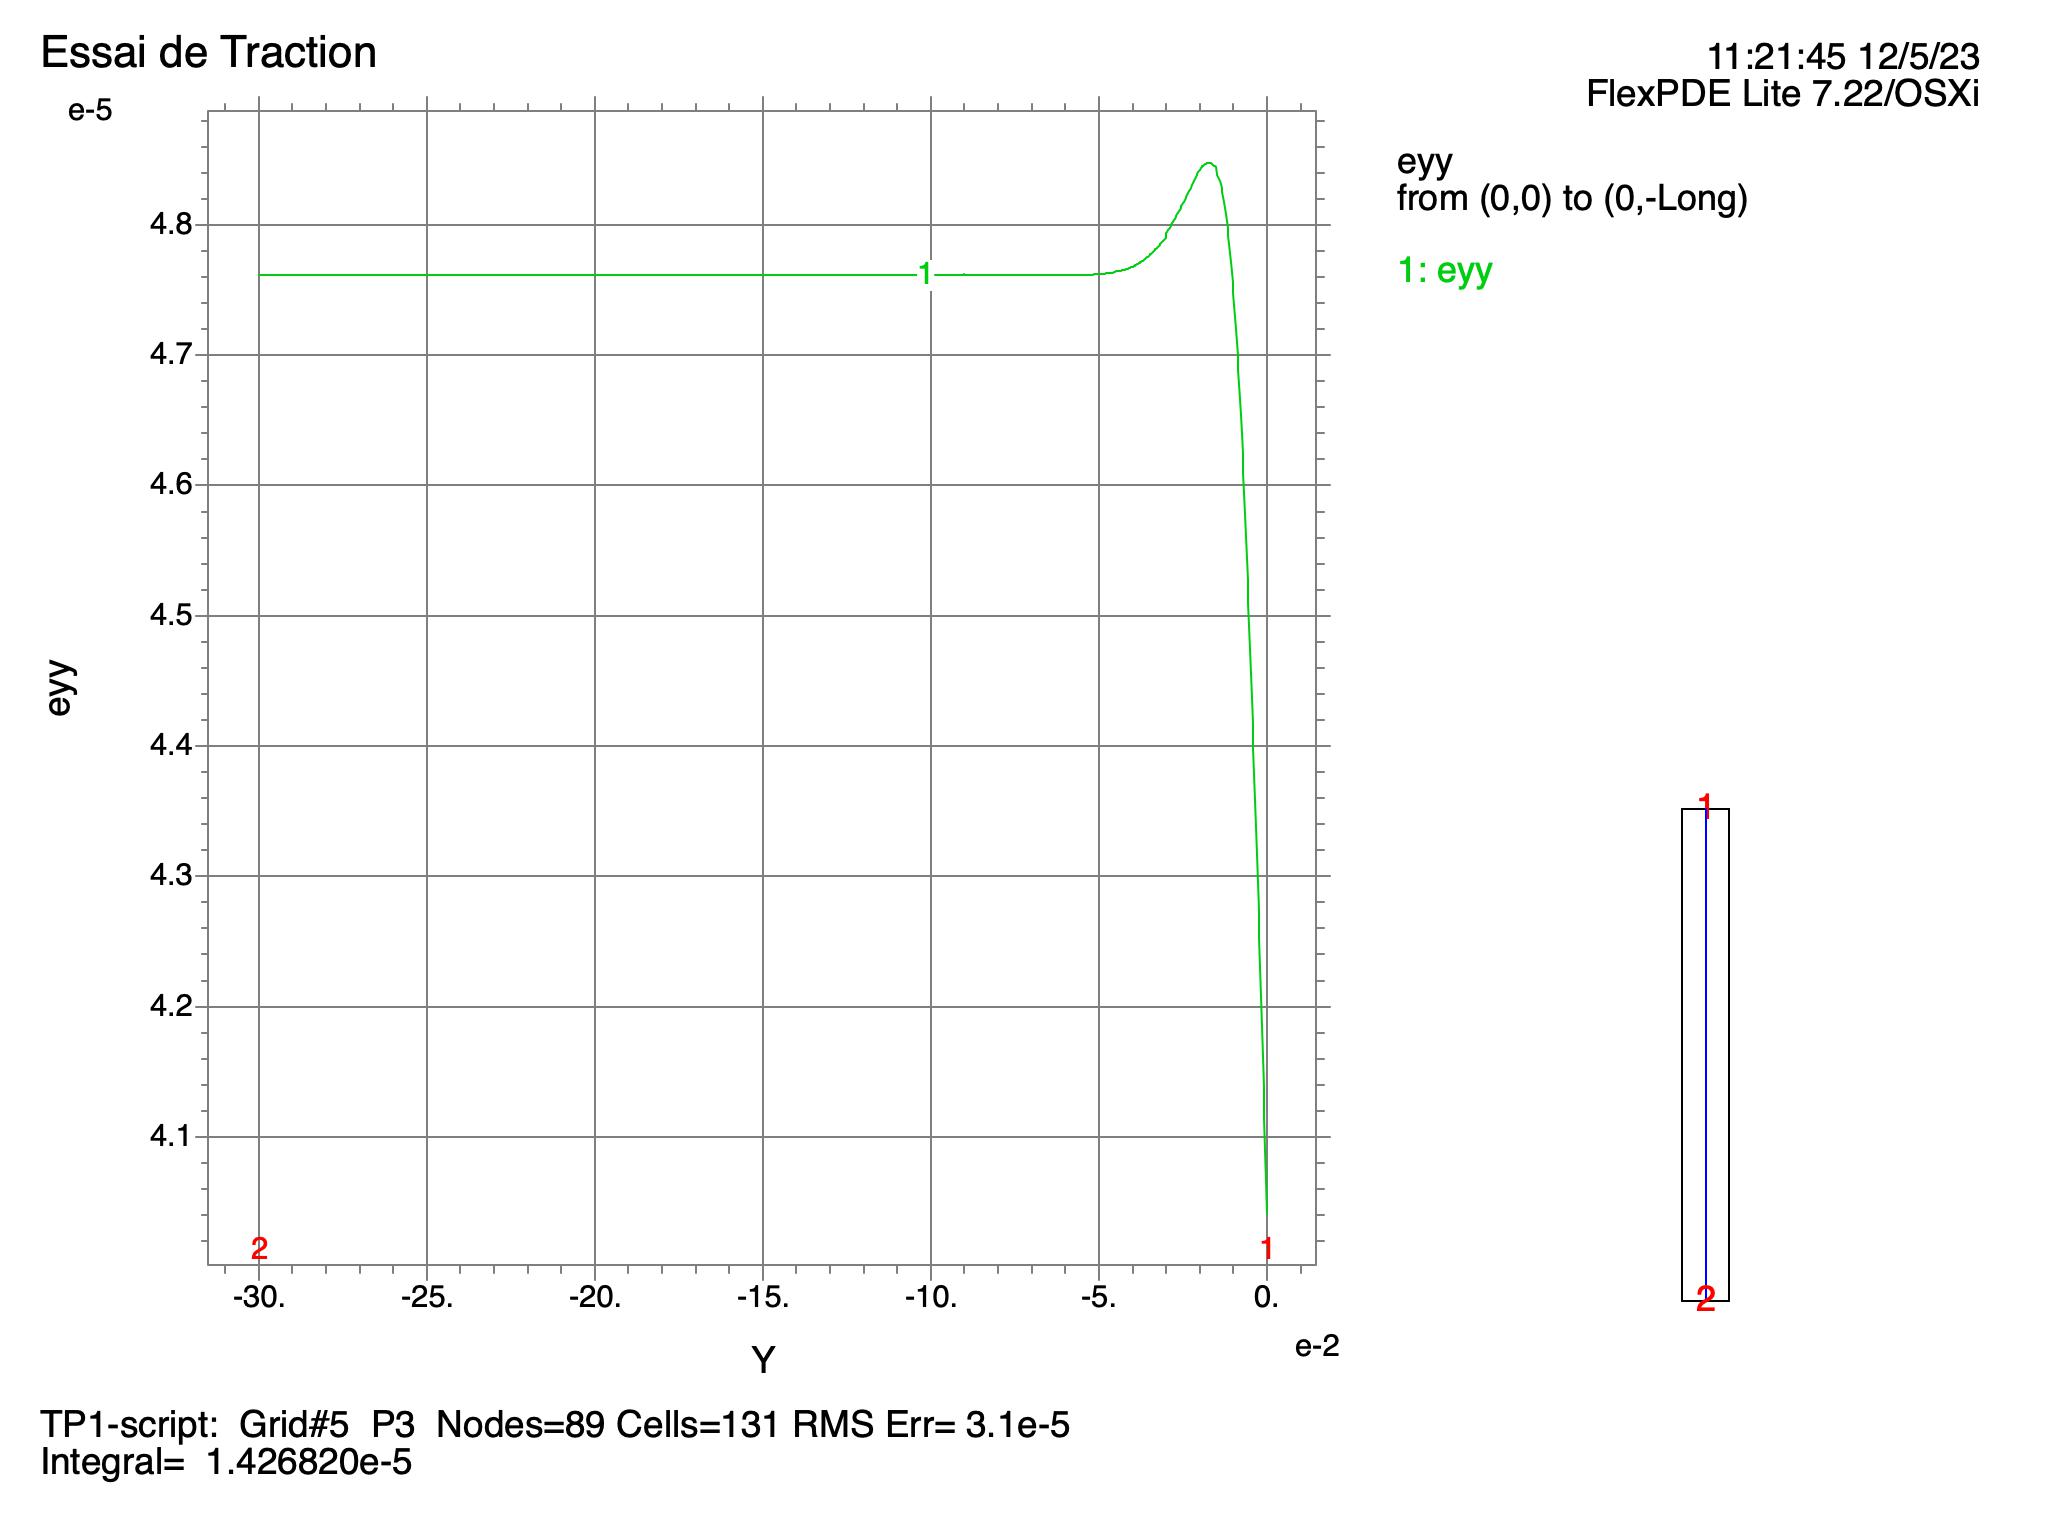 Essai de Traction
11:21:45 12/5/23
FlexPDE Lite 7.22/OSXi
e-5
eyy
from (0,0) to (0,-Long)
1: eyy
4.8
4.7
4.6
4.5
4.4
4.3
4.2
4.1
eyy
1
2
1
-30.
-25.
-20.
-15.
-10.
-5.
0.
e-2
Y
1
2
TP1-script:  Grid#5  P3  Nodes=89 Cells=131 RMS Err= 3.1e-5
Integral=  1.426820e-5